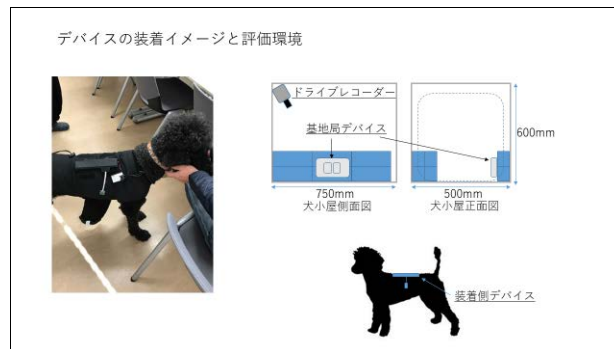 デバイスの装着イメージと評価環境
ドライブレコーダー
基地局デバイス
600mm
750mm
犬小屋側面図
500mm
犬小屋正面図
装着側デバイス